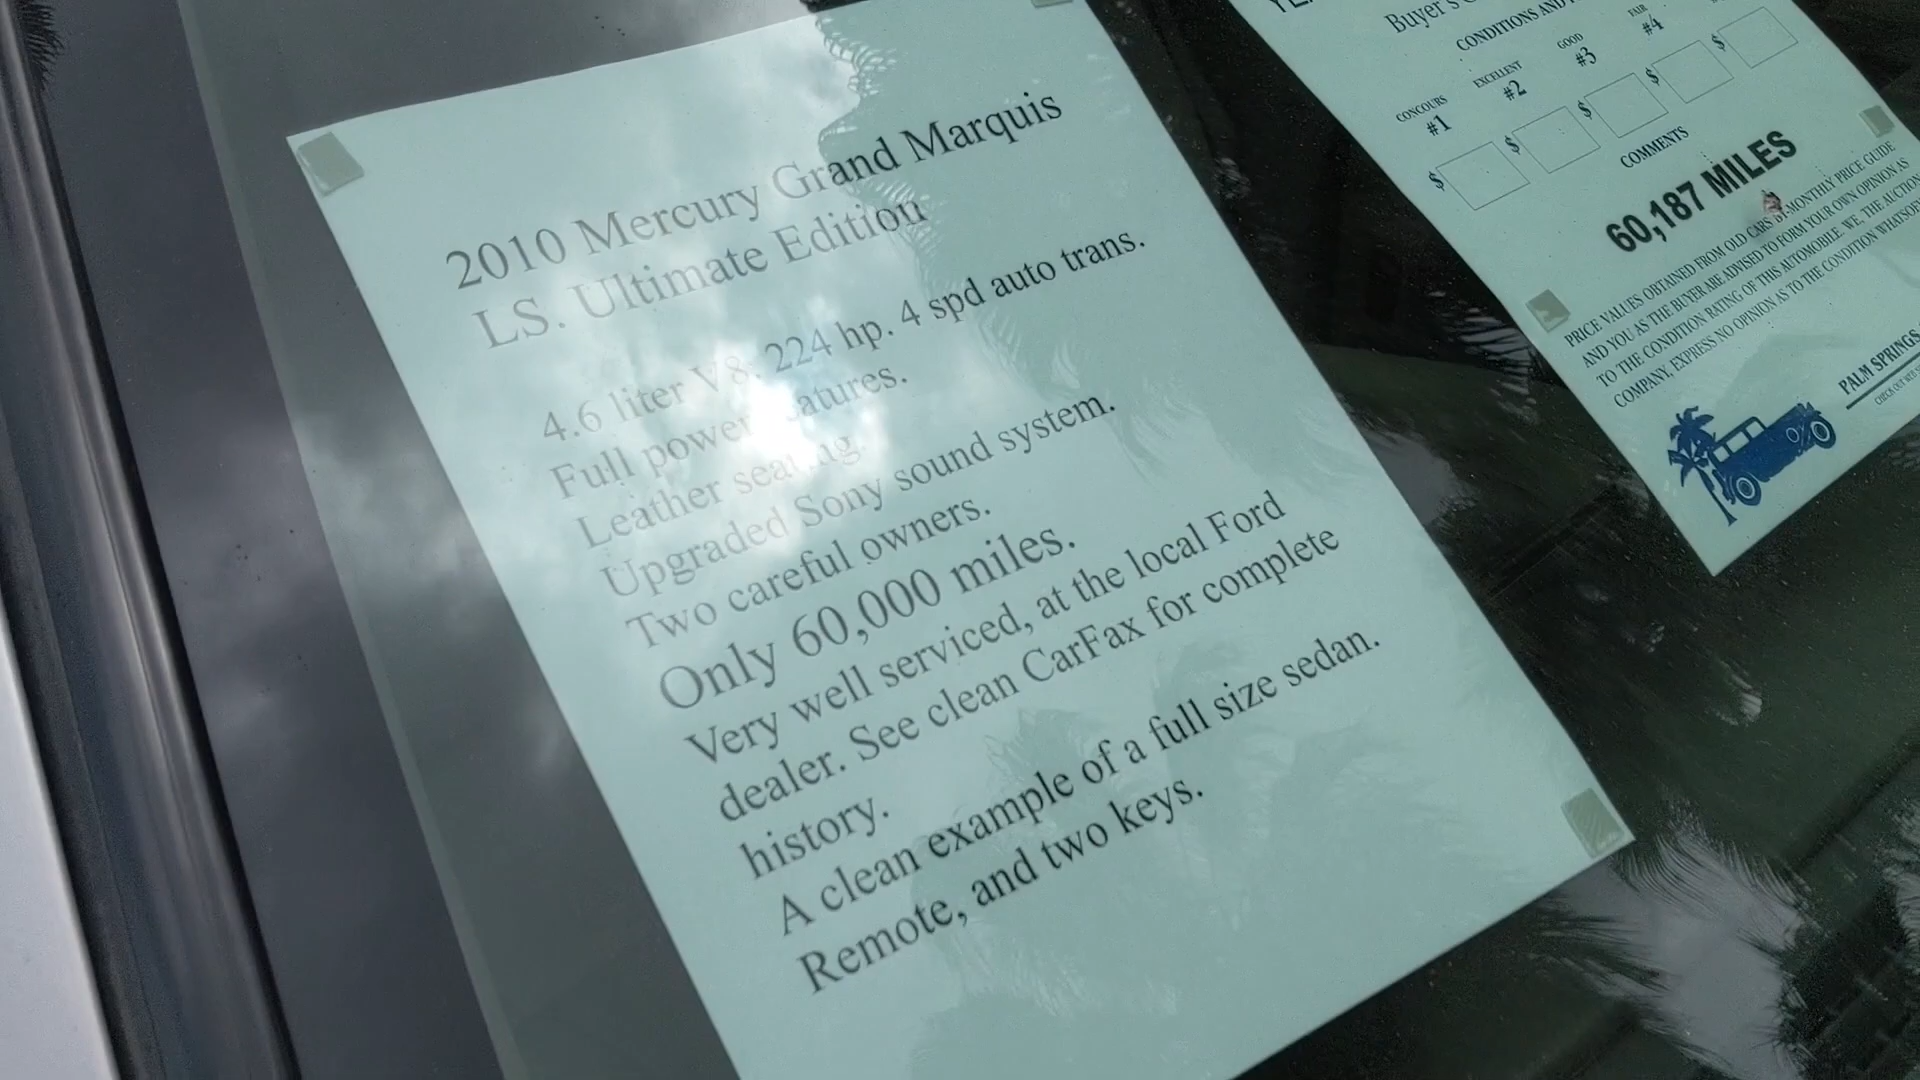 2010 Mercury Grand Marquis
LS. Ultimate Edition
4.6 liter V8. 224 hp. 4 spd auto trans.
Full power
Leather seating.
Upgraded Sony sound system.
Two careful owners.
Only 60,000 miles.
Very well serviced, at the local Ford
dealer. See clean CarFax for complete
history.
A clean example of a full size sedan.
Remote, and two keys.
Buyer's
CONDITIONS AND
CONCOURS EXCELLENT GOOD FAIR
#1 #2 #3 #4
$ $ $ $ $
COMMENTS
60,187 MILES
PRICE VALUES OBTAINED FROM OLD CARS BI-MONTHLY PRICE GUIDE
AND YOU AS THE BUYER ARE ADVISED TO FORM YOUR OWN OPINION AS
TO THE CONDITION RATING OF THIS AUTOMOBILE. WE, THE AUCTION
COMPANY, EXPRESS NO OPINION AS TO THE CONDITION WHATSOEVER
PALM SPRINGS